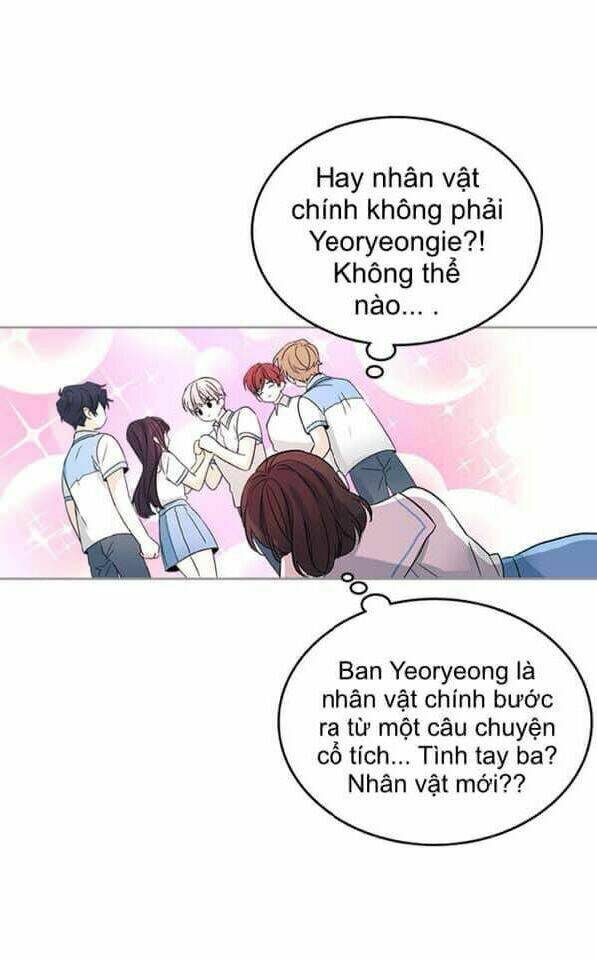 Hay nhân vật
chính không phải
Yeoryeongie?!
Không thể
nào... .
Ban Yeoryeong là
nhân vật chính bước
ra từ một câu chuyện
cổ tích... Tình tay ba?
Nhân vật mới??